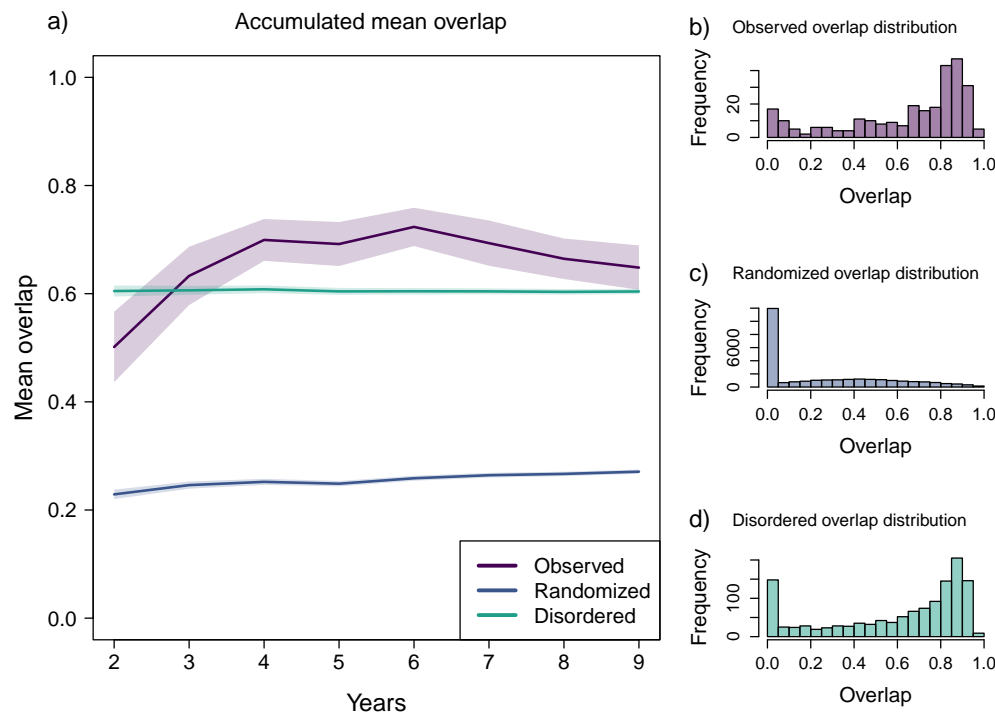 a)
Accumulated mean overlap
Mean overlap
1.0
0.8
0.6
0.4
0.2
0.0
2 3 4 5 6 7 8 9
Years
Observed
Randomized
Disordered
b) Observed overlap distribution
Frequency
20
0
0.0 0.2 0.4 0.6 0.8 1.0
Overlap
c) Randomized overlap distribution
Frequency
6000
0
0.0 0.2 0.4 0.6 0.8 1.0
Overlap
d) Disordered overlap distribution
Frequency
100
0
0.0 0.2 0.4 0.6 0.8 1.0
Overlap